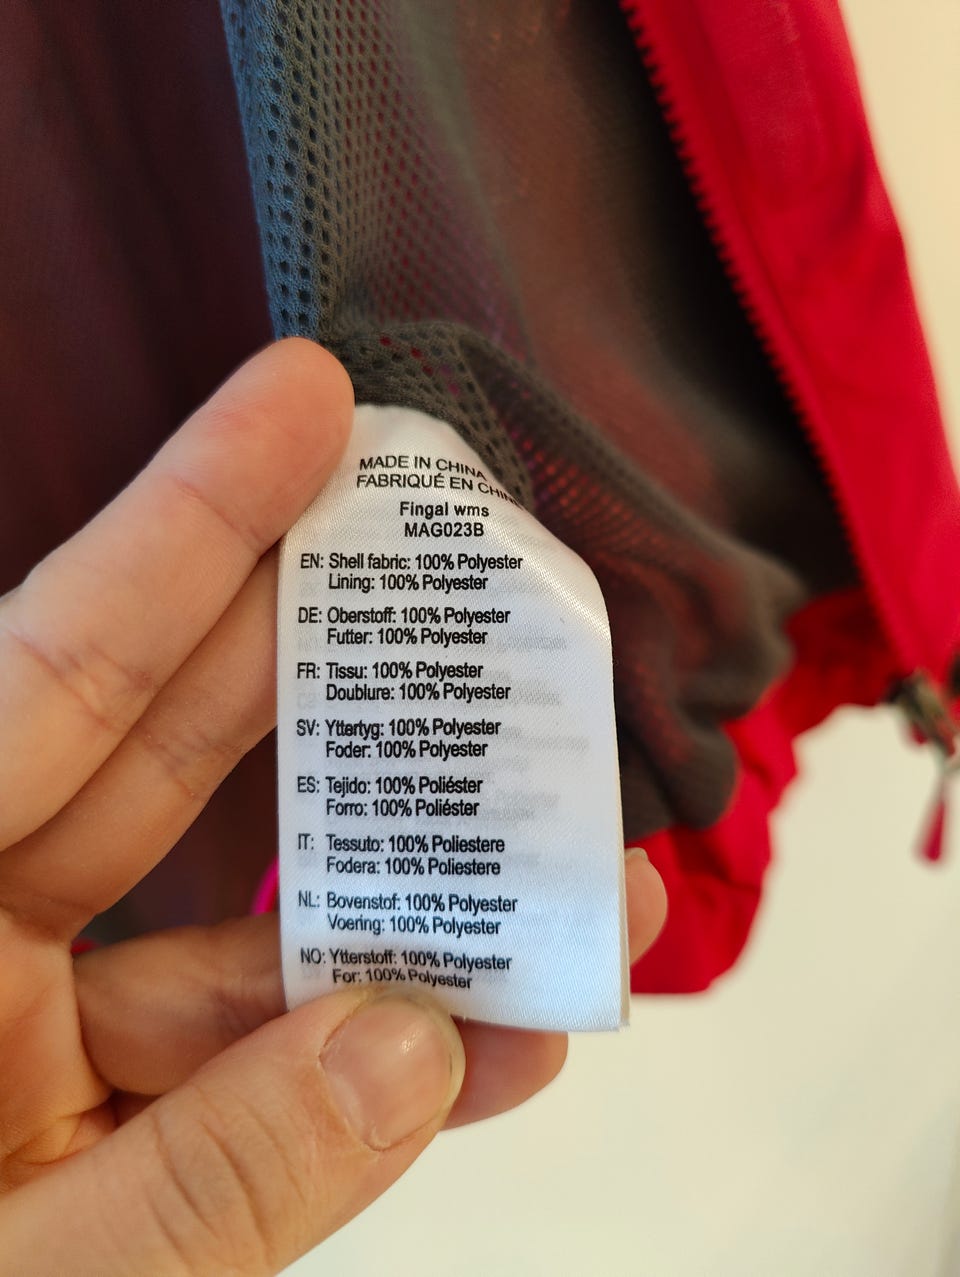 MADE IN CHINA
FABRIQUÉ EN
Fingal wms
MAG023B
EN: Shell fabric: 100% Polyester
Lining: 100% Polyester
DE: Oberstoff: 100% Polyester
Futter: 100% Polyester
FR: Tissu: 100% Polyester
Doublure: 100% Polyester
SV: Yttertyg: 100% Polyester
Foder: 100% Polyester
ES: Tejido: 100% Poliéster
Forro: 100% Poliéster
IT: Tessuto: 100% Poliestere
Fodera: 100% Poliestere
NL: Bovenstof: 100% Polyester
Voering: 100% Polyester
NO: Ytterstoff: 100% Polyester
For: 100% Polyester